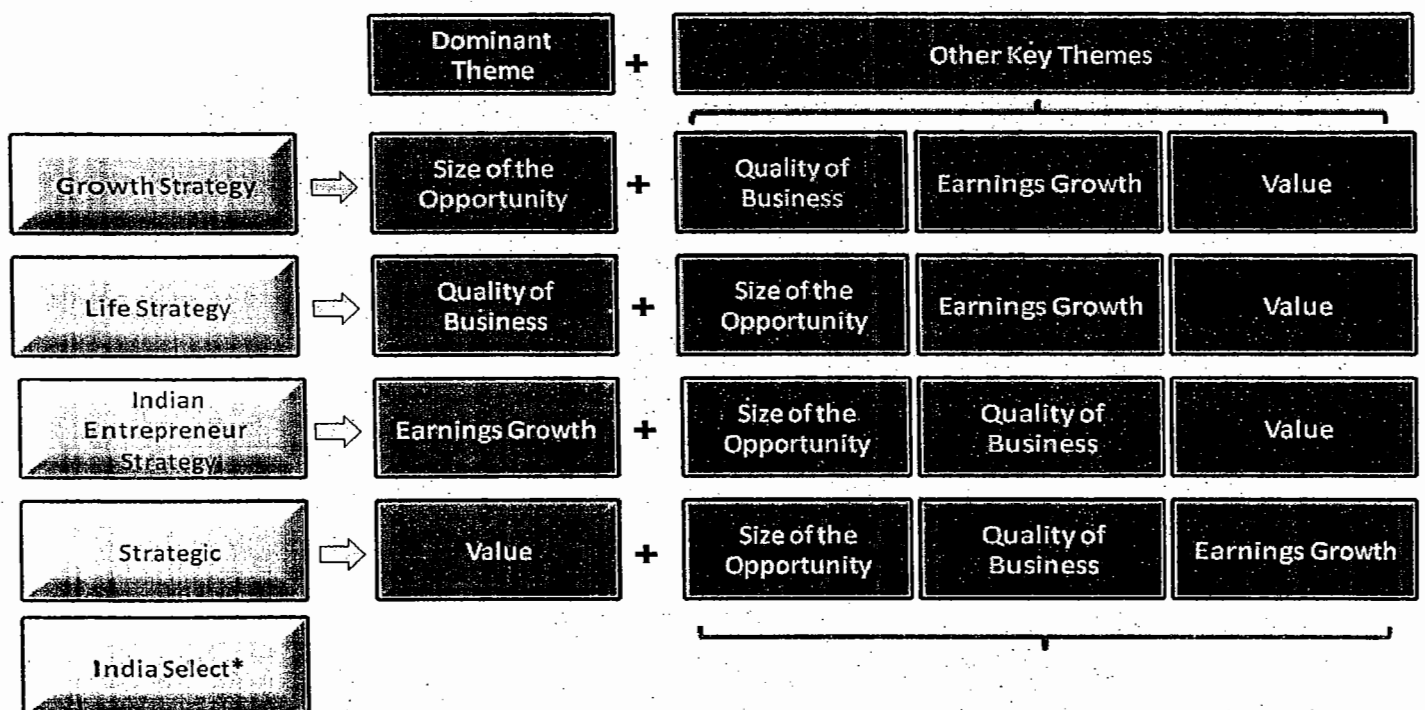 Dominant
Theme
+
Other Key Themes
Growth Strategy
Size of the
Opportunity
+
Quality of
Business
Earnings Growth
Value
Life Strategy
Quality of
Business
+
Size of the
Opportunity
Earnings Growth
Value
Indian
Entrepreneur
Strategy
Earnings Growth
+
Size of the
Opportunity
Quality of
Business
Value
Strategic
Value
+
Size of the
Opportunity
Quality of
Business
Earnings Growth
India Select*